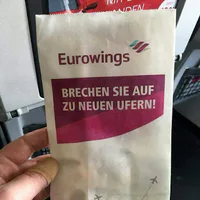 Eurowings
BRECHEN SIE AUF
ZU NEUEN UFERN!